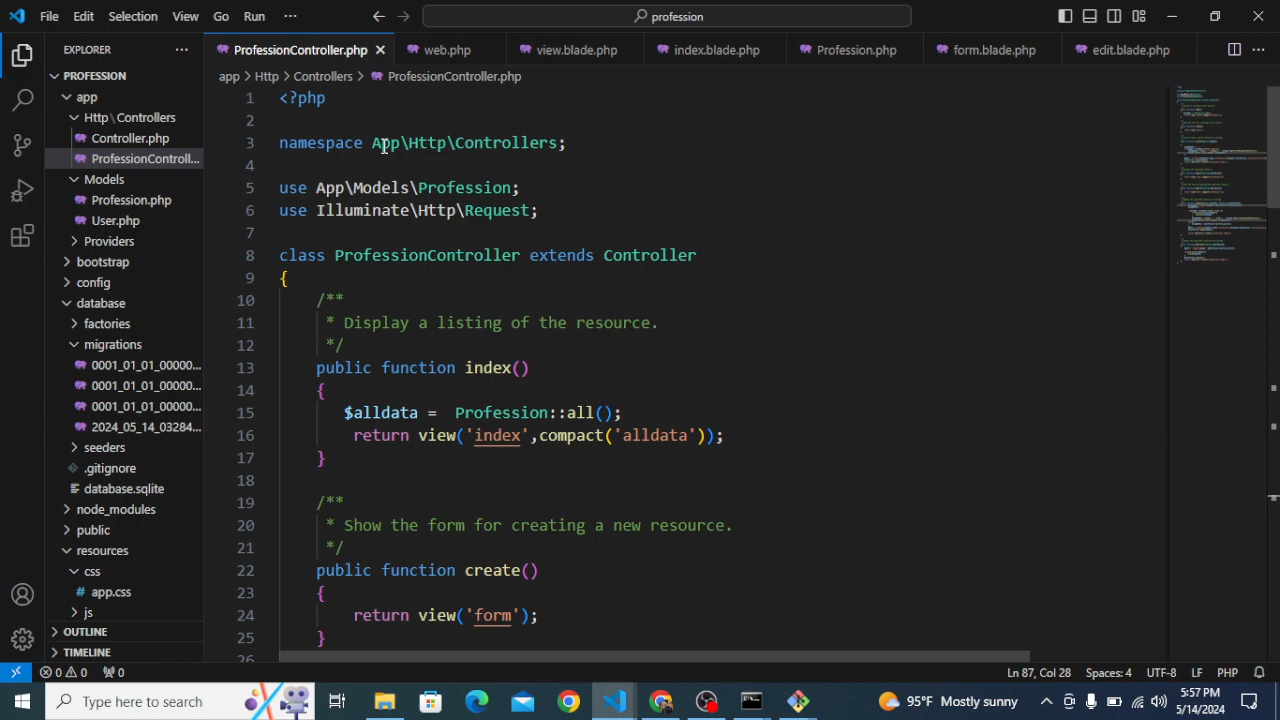 File Edit Selection View Go Run ··· profession
EXPLORER ···
ProfessionController.php
web.php
view.blade.php
index.blade.php
Profession.php
form.blade.php
edit.blade.php
app > Http > Controllers > ProfessionController.php
PROFESSION
app
Http \ Controllers
Controller.php
ProfessionControll...
Models
Profession.php
User.php
Providers
bootstrap
config
database
factories
migrations
0001_01_01_00000...
0001_01_01_00000...
0001_01_01_00000...
2024_05_14_03284...
seeders
.gitignore
database.sqlite
node_modules
public
resources
css
app.css
js
OUTLINE
TIMELINE
1 <?php
2
3 namespace App\Http\Controllers;
4
5 use App\Models\Profession;
6 use Illuminate\Http\Request;
7
8 class ProfessionController extends Controller
9 {
10 /**
11 * Display a listing of the resource.
12 */
13 public function index()
14 {
15 $alldata = Profession::all();
16 return view('index',compact('alldata'));
17 }
18
19 /**
20 * Show the form for creating a new resource.
21 */
22 public function create()
23 {
24 return view('form');
25 }
26
0 0 0 Ln 87, Col 28 Spaces: 4 UTF-8 LF PHP
Type here to search
95°F Mostly sunny
5:57 PM
5/14/2024